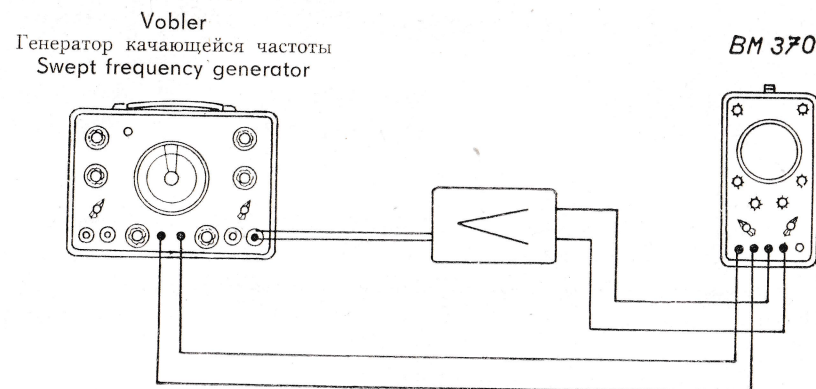 Vobler
Генератор качающейся частоты
Swept frequency generator
BM 370